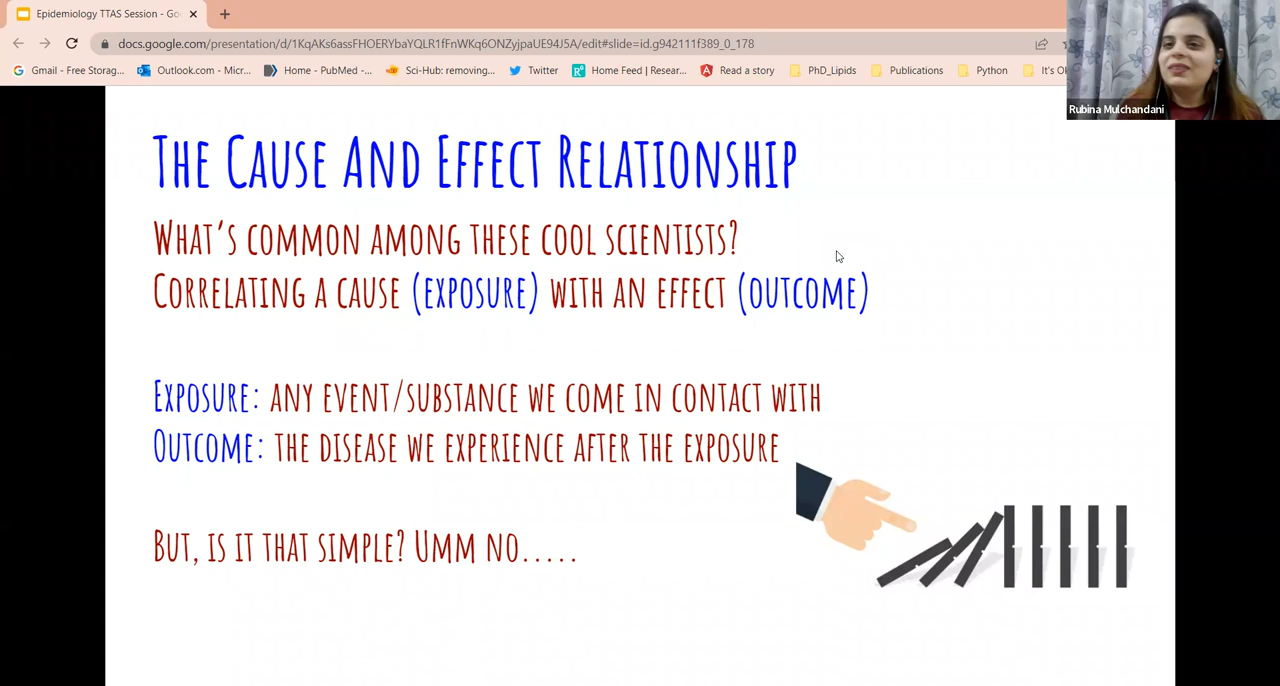 Epidemiology TTAS Session - Go
docs.google.com/presentation/d/1KqAKs6assFHOERYbaYQLR1fFnWKq6ONZyjpaUE94J5A/edit#slide=id.g942111f389_0_178
Gmail - Free Storag... Outlook.com - Micr... Home - PubMed -... Sci-Hub: removing... Twitter Home Feed | Resear... Read a story PhD_Lipids Publications Python It's Ok
Rubina Mulchandani
THE CAUSE AND EFFECT RELATIONSHIP
WHAT'S COMMON AMONG THESE COOL SCIENTISTS?
CORRELATING A CAUSE (EXPOSURE) WITH AN EFFECT (OUTCOME)
EXPOSURE: ANY EVENT/SUBSTANCE WE COME IN CONTACT WITH
OUTCOME: THE DISEASE WE EXPERIENCE AFTER THE EXPOSURE
BUT, IS IT THAT SIMPLE? UMM NO.....